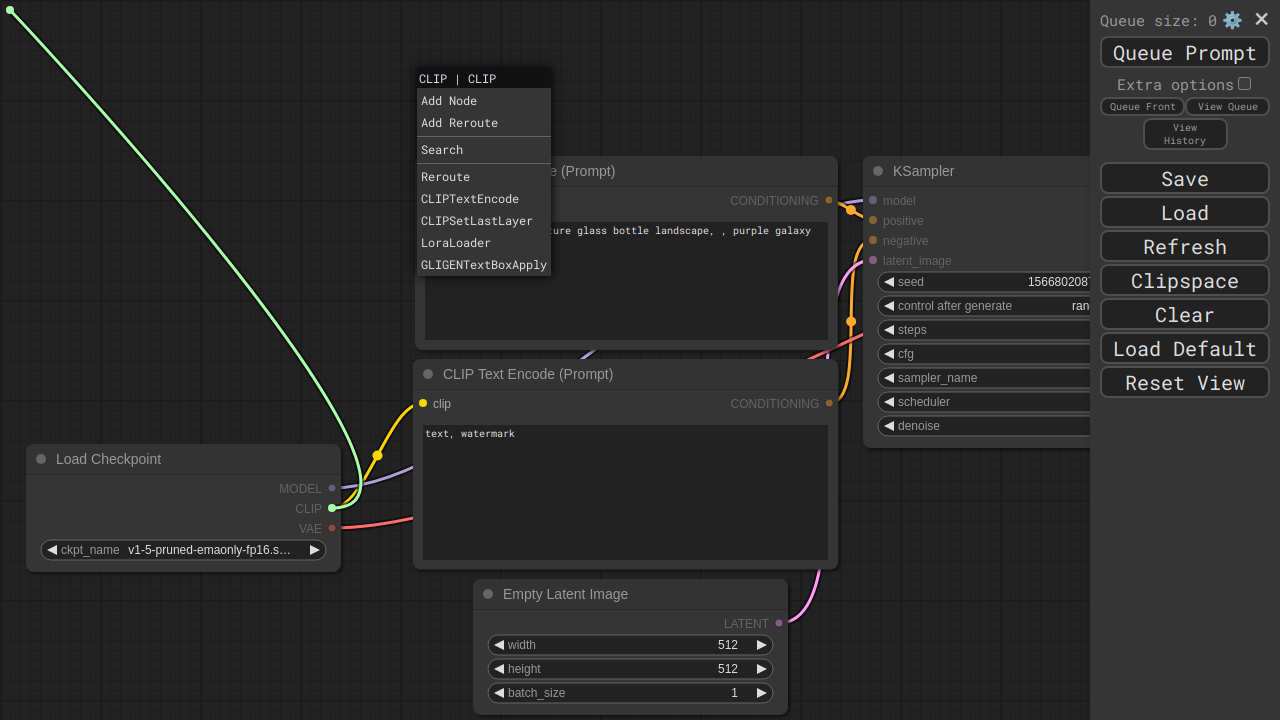 CLIP | CLIP
Add Node
Add Reroute
Search
Reroute
CLIPTextEncode
CLIPSetLastLayer
LoraLoader
GLIGENTextBoxApply
(Prompt)
CONDITIONING
glass bottle landscape, , purple galaxy
CLIP Text Encode (Prompt)
clip
CONDITIONING
text, watermark
Load Checkpoint
MODEL
CLIP
VAE
ckpt_name v1-5-pruned-emaonly-fp16.s...
Empty Latent Image
LATENT
width 512
height 512
batch_size 1
KSampler
model
positive
negative
latent_image
seed 156680208
control after generate ran
steps
cfg
sampler_name
scheduler
denoise
Queue size: 0
Queue Prompt
Extra options
Queue Front
View Queue
View
History
Save
Load
Refresh
Clipspace
Clear
Load Default
Reset View